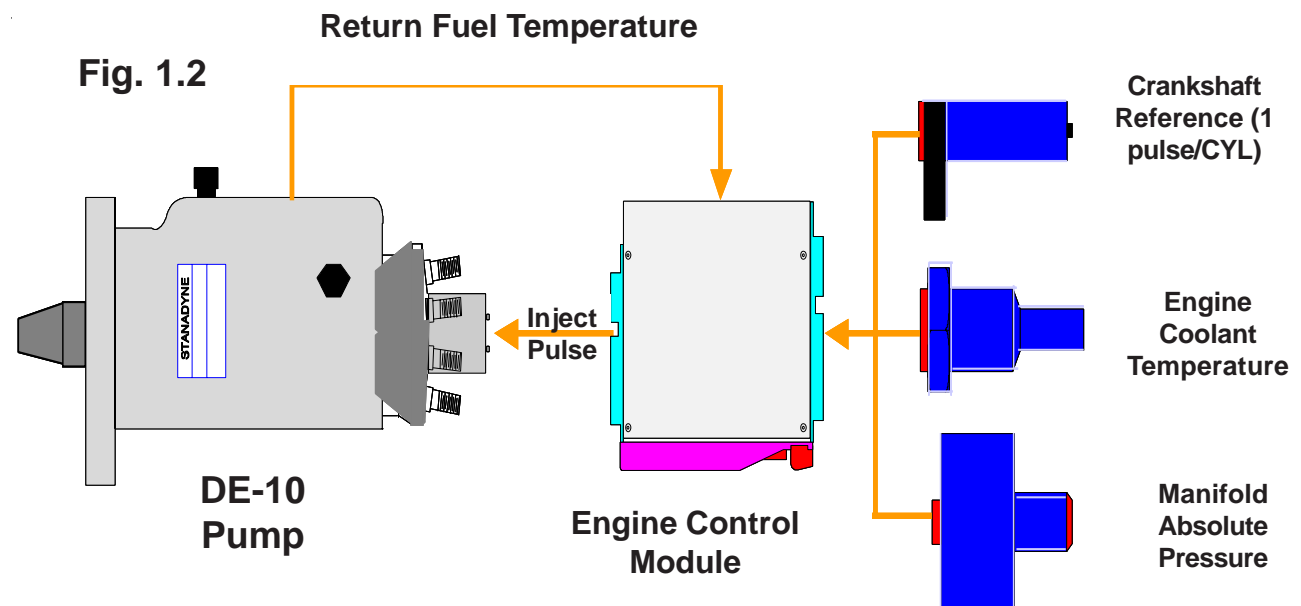 Return Fuel Temperature
Fig. 1.2
Crankshaft
Reference (1
pulse/CYL)
STANADYNE
Inject
Pulse
Engine
Coolant
Temperature
DE-10
Pump
Engine Control
Module
Manifold
Absolute
Pressure